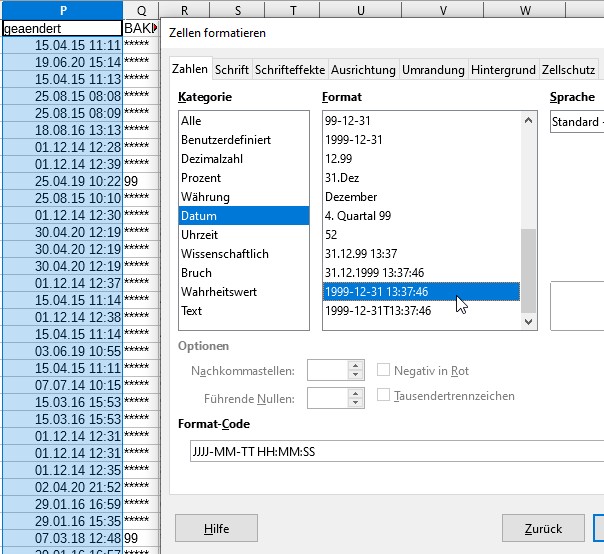 P Q R S T U V W
geaendert BAKI
15.04.15 11:11 *****
19.06.20 15:14 *****
15.04.15 11:13 *****
25.08.15 08:08 *****
25.08.15 08:09 *****
18.08.16 13:13 *****
01.12.14 12:28 *****
01.12.14 12:39 *****
25.04.19 10:22 99
25.08.15 10:10 *****
01.12.14 12:30 *****
30.04.20 12:19 *****
30.04.20 12:19 *****
30.04.20 12:19 *****
01.12.14 12:37 *****
15.04.15 11:14 *****
01.12.14 12:38 *****
15.04.15 11:14 *****
03.06.19 10:55 *****
15.04.15 11:11 *****
07.07.14 10:15 *****
15.03.16 15:53 *****
15.03.16 15:53 *****
01.12.14 12:31 *****
01.12.14 12:31 *****
01.12.14 12:35 *****
02.04.20 21:52 *****
29.01.16 16:59 *****
29.01.16 15:35 *****
07.03.18 12:48 99
29.01.16 16:57 *****
Zellen formatieren
Zahlen Schrift Schrifteffekte Ausrichtung Umrandung Hintergrund Zellschutz
Kategorie
Alle
Benutzerdefiniert
Dezimalzahl
Prozent
Währung
Datum
Uhrzeit
Wissenschaftlich
Bruch
Wahrheitswert
Text
Format
99-12-31
1999-12-31
12.99
31.Dez
Dezember
4. Quartal 99
52
31.12.99 13:37
31.12.1999 13:37:46
1999-12-31 13:37:46
1999-12-31T13:37:46
Sprache
Standard -
Optionen
Nachkommastellen:
Negativ in Rot
Führende Nullen:
Tausendertrennzeichen
Format-Code
JJJJ-MM-TT HH:MM:SS
Hilfe
Zurück